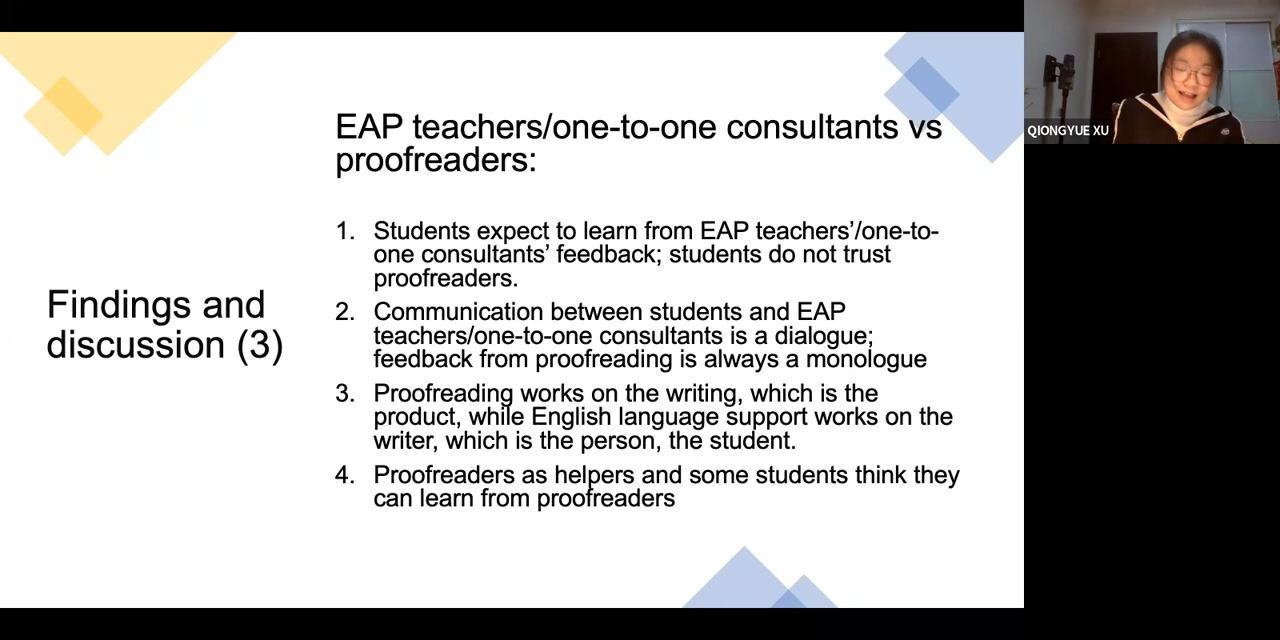 EAP teachers/one-to-one consultants vs
proofreaders:
Findings and
discussion (3)
1. Students expect to learn from EAP teachers’/one-to-
one consultants’ feedback; students do not trust
proofreaders.
2. Communication between students and EAP
teachers/one-to-one consultants is a dialogue;
feedback from proofreading is always a monologue
3. Proofreading works on the writing, which is the
product, while English language support works on the
writer, which is the person, the student.
4. Proofreaders as helpers and some students think they
can learn from proofreaders
QIONGYUE XU